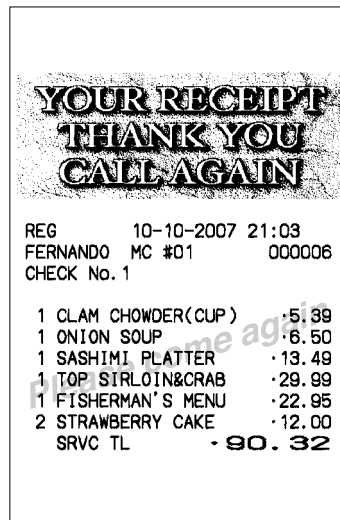 YOUR RECEIPT
THANK YOU
CALL AGAIN
REG 10-10-2007 21:03
FERNANDO MC #01 000006
CHECK No.1
1 CLAM CHOWDER(CUP) ·5.39
1 ONION SOUP ·6.50
1 SASHIMI PLATTER ·13.49
1 TOP SIRLOIN&CRAB ·29.99
1 FISHERMAN'S MENU ·22.95
2 STRAWBERRY CAKE ·12.00
SRVC TL ·90.32
Please come again